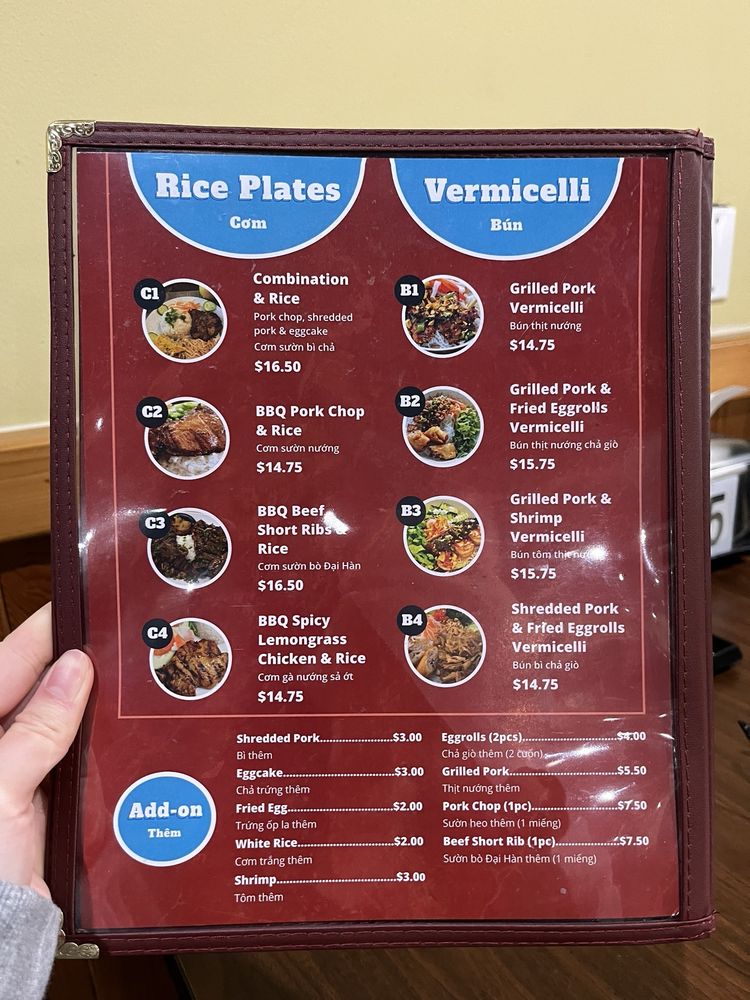 Rice Plates
Cơm
C1
Combination
& Rice
Pork chop, shredded
pork & eggcake
Cơm sườn bì chả
$16.50
C2
BBQ Pork Chop
& Rice
Cơm sườn nướng
$14.75
C3
BBQ Beef
Short Ribs &
Rice
Cơm sườn bò Đại Hàn
$16.50
C4
BBQ Spicy
Lemongrass
Chicken & Rice
Cơm gà nướng sả ớt
$14.75
Vermicelli
Bún
B1
Grilled Pork
Vermicelli
Bún thịt nướng
$14.75
B2
Grilled Pork &
Fried Eggrolls
Vermicelli
Bún thịt nướng chả giò
$15.75
B3
Grilled Pork &
Shrimp
Vermicelli
Bún tôm thịt
$15.75
B4
Shredded Pork
& Fried Eggrolls
Vermicelli
Bún bì chả giò
$14.75
Add-on
Thêm
Shredded Pork........................$3.00
Bì thêm
Eggcake....................................$3.00
Chả trứng thêm
Fried Egg...................................$2.00
Trứng ốp la thêm
White Rice.................................$2.00
Cơm trắng thêm
Shrimp.......................................$3.00
Tôm thêm
Eggrolls (2pcs)...........................$4.00
Chả giò thêm (2 cuốn)
Grilled Pork...............................$5.50
Thịt nướng thêm
Pork Chop (1pc)........................$7.50
Sườn heo thêm (1 miếng)
Beef Short Rib (1pc)..................$7.50
Sườn bò Đại Hàn thêm (1 miếng)